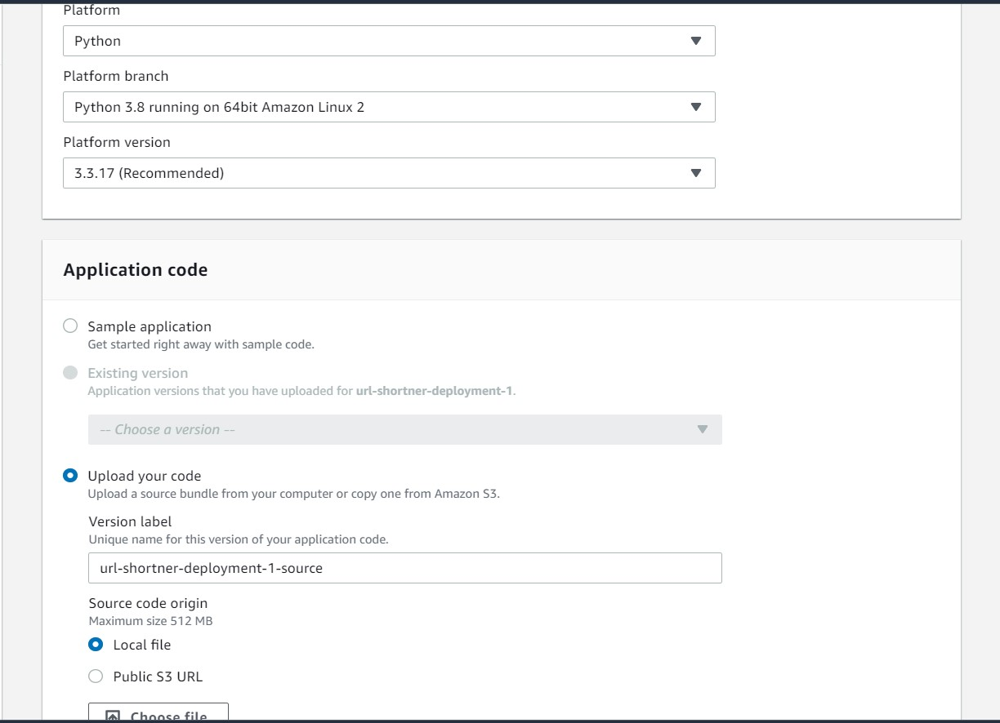 Platform
Python
Platform branch
Python 3.8 running on 64bit Amazon Linux 2
Platform version
3.3.17 (Recommended)
Application code
Sample application
Get started right away with sample code.
Existing version
Application versions that you have uploaded for url-shortner-deployment-1.
-- Choose a version --
Upload your code
Upload a source bundle from your computer or copy one from Amazon S3.
Version label
Unique name for this version of your application code.
url-shortner-deployment-1-source
Source code origin
Maximum size 512 MB
Local file
Public S3 URL
Choose file